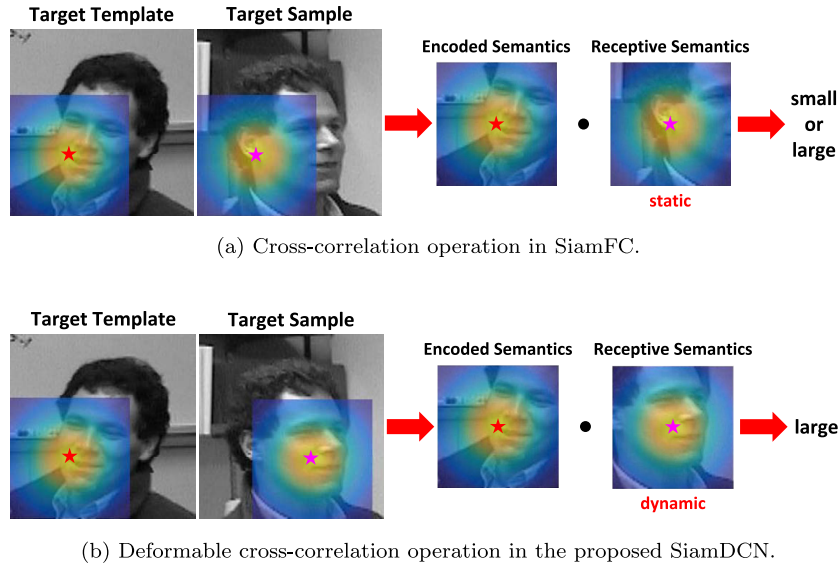 Target Template
Target Sample
Encoded Semantics
Receptive Semantics
small
or
large
static
(a) Cross-correlation operation in SiamFC.
Target Template
Target Sample
Encoded Semantics
Receptive Semantics
large
dynamic
(b) Deformable cross-correlation operation in the proposed SiamDCN.